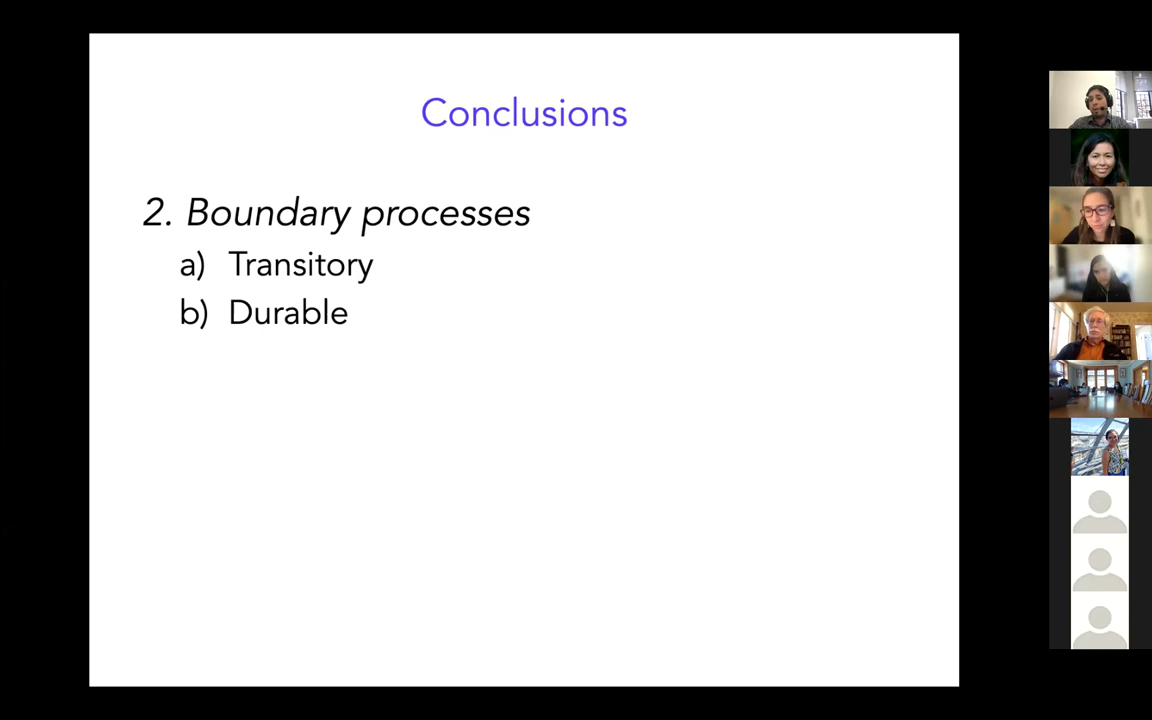 Conclusions
2. Boundary processes
a) Transitory
b) Durable